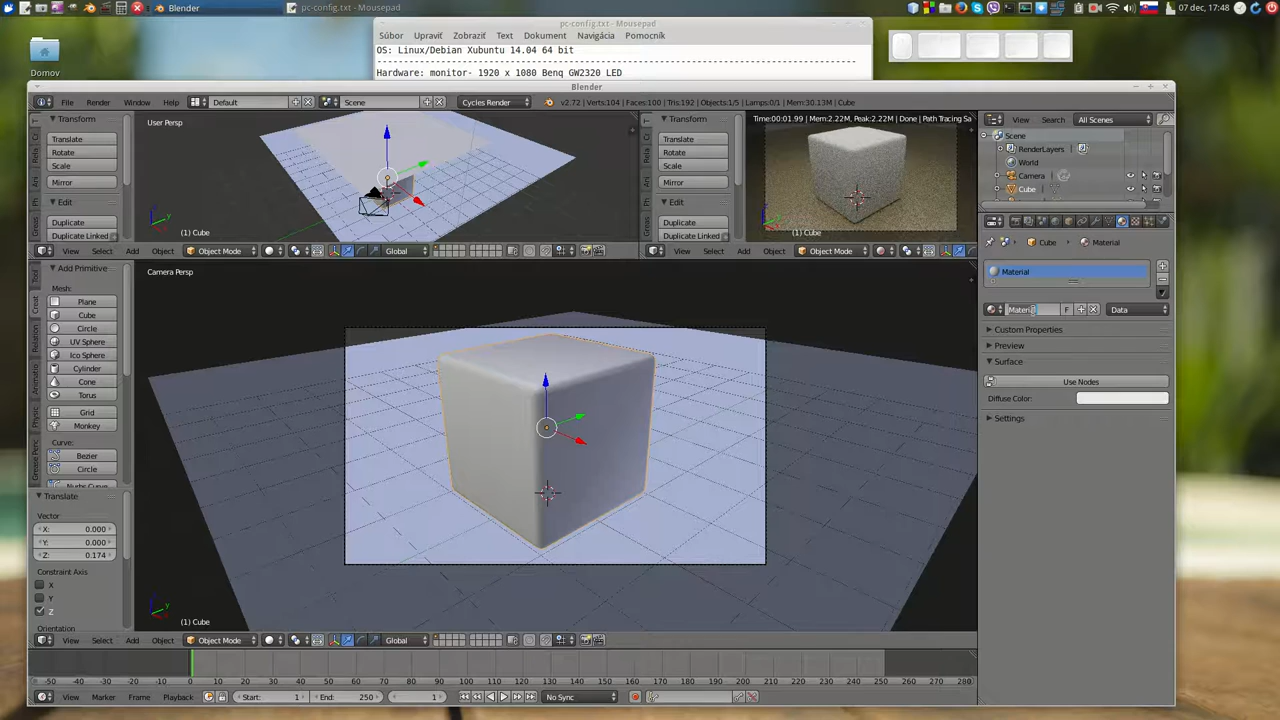 Blender
pc-config.txt - Mousepad
07 dec, 17:48
pc-config.txt - Mousepad
Súbor Upraviť Zobraziť Text Dokument Navigácia Pomocník
OS: Linux/Debian Xubuntu 14.04 64 bit
Hardware: monitor- 1920 x 1080 Benq GW2320 LED
Domov
Blender
File Render Window Help Default Scene Cycles Render v2.72 | Verts:104 | Faces:100 | Tris:192 | Objects:1/5 | Lamps:0/1 | Mem:30.13M | Cube
Transform
Translate
Rotate
Scale
Mirror
Edit
Duplicate
Duplicate Linked
User Persp
(1) Cube
View Select Add Object Object Mode Global
Transform
Translate
Rotate
Scale
Mirror
Edit
Duplicate
Duplicate Linked
Time:00:01.99 | Mem:2.22M, Peak:2.22M | Done | Path Tracing Sa
(1) Cube
View Select Add Object Object Mode
View Search All Scenes
Scene
RenderLayers
World
Camera
Cube
Cube Material
Material
F Data
Custom Properties
Preview
Surface
Use Nodes
Diffuse Color:
Settings
Add Primitive
Mesh:
Plane
Cube
Circle
UV Sphere
Ico Sphere
Cylinder
Cone
Torus
Grid
Monkey
Curve:
Bezier
Circle
Translate
Vector
X: 0.000
Y: 0.000
Z: 0.174
Constraint Axis
X
Y
Z
Orientation
Camera Persp
(1) Cube
View Select Add Object Object Mode Global
-50 -40 -30 -20 -10 0 10 20 30 40 50 60 70 80 90 100 110 120 130 140 150 160 170 180 190 200 210 220 230 240 250 260 270 280
View Marker Frame Playback Start: 1 End: 250 1 No Sync